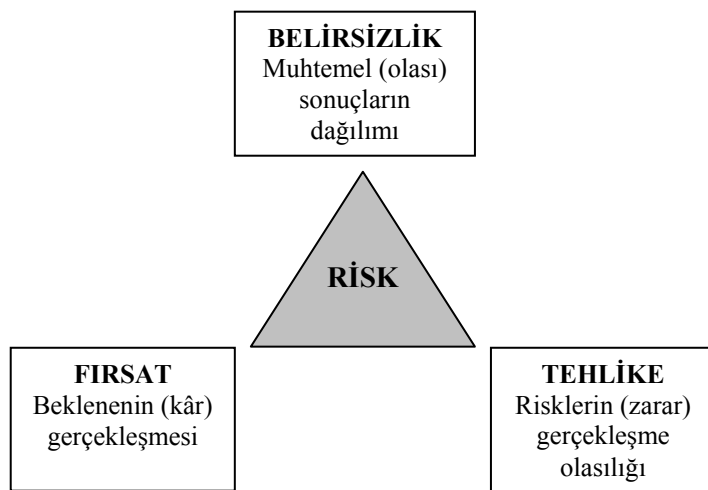 BELİRSİZLİK
Muhtemel (olası)
sonuçların
dağılımı
RİSK
FIRSAT
Beklenenin (kâr)
gerçekleşmesi
TEHLİKE
Risklerin (zarar)
gerçekleşme
olasılığı